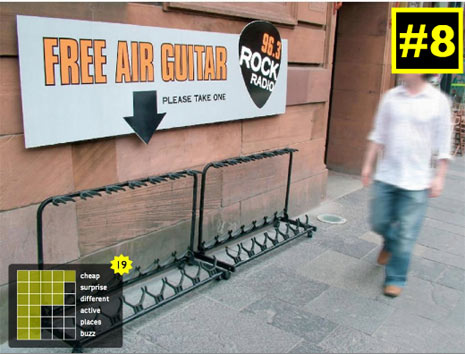 #8
FREE AIR GUITAR
96.3
ROCK
RADIO
PLEASE TAKE ONE
19
cheap
surprise
different
active
places
buzz